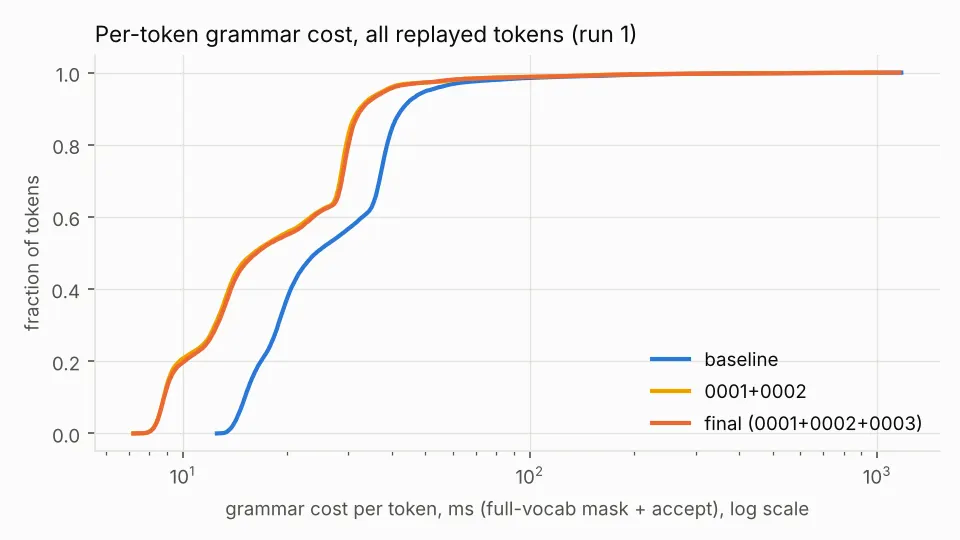 Per-token grammar cost, all replayed tokens (run 1)
1.0
0.8
0.6
0.4
0.2
0.0
fraction of tokens
baseline
0001+0002
final (0001+0002+0003)
10¹
10²
10³
grammar cost per token, ms (full-vocab mask + accept), log scale